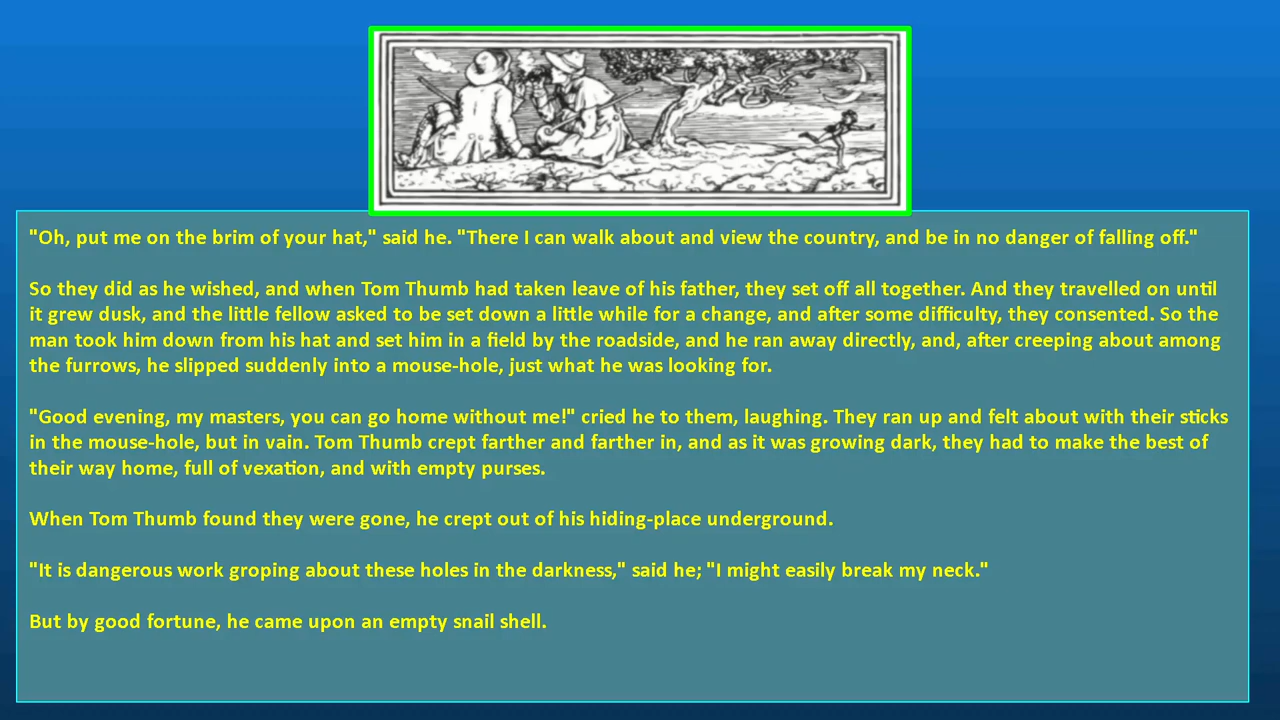 "Oh, put me on the brim of your hat," said he. "There I can walk about and view the country, and be in no danger of falling off."
So they did as he wished, and when Tom Thumb had taken leave of his father, they set off all together. And they travelled on until
it grew dusk, and the little fellow asked to be set down a little while for a change, and after some difficulty, they consented. So the
man took him down from his hat and set him in a field by the roadside, and he ran away directly, and, after creeping about among
the furrows, he slipped suddenly into a mouse-hole, just what he was looking for.
"Good evening, my masters, you can go home without me!" cried he to them, laughing. They ran up and felt about with their sticks
in the mouse-hole, but in vain. Tom Thumb crept farther and farther in, and as it was growing dark, they had to make the best of
their way home, full of vexation, and with empty purses.
When Tom Thumb found they were gone, he crept out of his hiding-place underground.
"It is dangerous work groping about these holes in the darkness," said he; "I might easily break my neck."
But by good fortune, he came upon an empty snail shell.